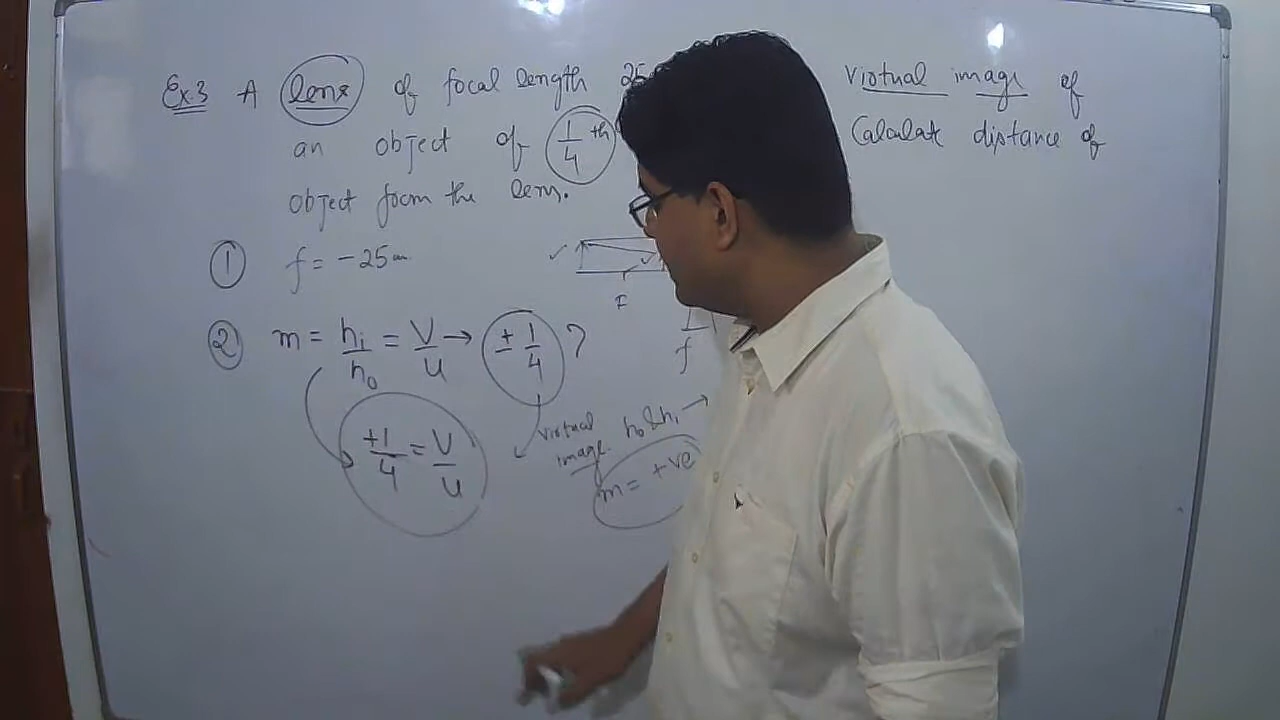 Ex.3 A lens of focal length 25 virtual image of
an object of 1/4 th Calculate distance of
object form the lens.
① f = -25 cm
F
② m = hi/ho = V/u → ± 1/4 ?
f
virtual image ho & hi →
+1/4 = V/u
m = +ve